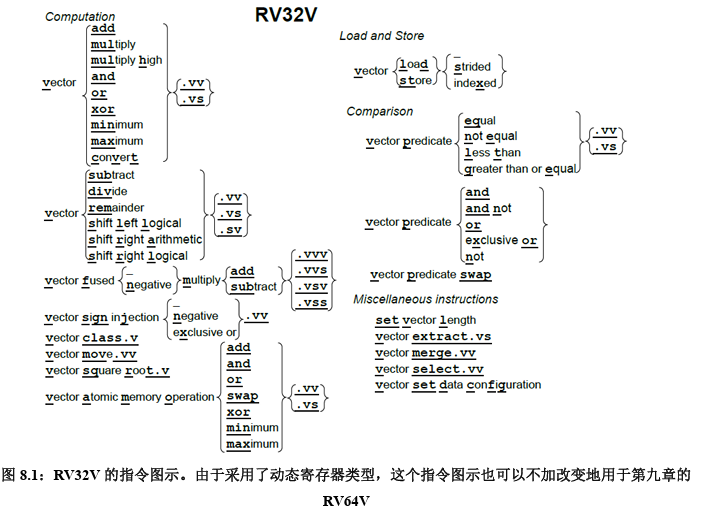 RV32V
Computation
vector
add
multiply
multiply high
and
or
xor
minimum
maximum
convert
.vv
.vs
vector
subtract
divide
remainder
shift left logical
shift right arithmetic
shift right logical
.vv
.vs
.sv
vector fused
–
negative
multiply
add
subtract
.vvv
.vvs
.vsv
.vss
vector sign injection
–
negative
exclusive or
.vv
vector class.v
vector move.vv
vector square root.v
vector atomic memory operation
add
and
or
swap
xor
minimum
maximum
.vv
.vs
Load and Store
vector
load
store
–
strided
indexed
Comparison
vector predicate
equal
not equal
less than
greater than or equal
.vv
.vs
vector predicate
and
and not
or
exclusive or
not
vector predicate swap
Miscellaneous instructions
set vector length
vector extract.vs
vector merge.vv
vector select.vv
vector set data configuration
图 8.1：RV32V 的指令图示。由于采用了动态寄存器类型，这个指令图示也可以不加改变地用于第九章的
RV64V